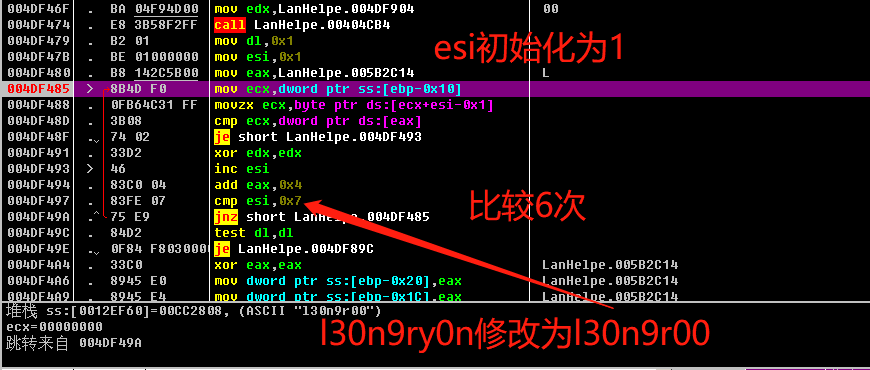 004DF46F . BA 04F94D00 mov edx,LanHelpe.004DF904 00
004DF474 . E8 3B58F2FF call LanHelpe.00404CB4
004DF479 . B2 01 mov dl,0x1
004DF47B . BE 01000000 mov esi,0x1
004DF480 . B8 142C5B00 mov eax,LanHelpe.005B2C14 L
004DF485 > 8B4D F0 mov ecx,dword ptr ss:[ebp-0x10]
004DF488 . 0FB64C31 FF movzx ecx,byte ptr ds:[ecx+esi-0x1]
004DF48D . 3B08 cmp ecx,dword ptr ds:[eax]
004DF48F . 74 02 je short LanHelpe.004DF493
004DF491 . 33D2 xor edx,edx
004DF493 > 46 inc esi
004DF494 . 83C0 04 add eax,0x4
004DF497 . 83FE 07 cmp esi,0x7
004DF49A .^ 75 E9 jnz short LanHelpe.004DF485
004DF49C . 84D2 test dl,dl
004DF49E . 0F84 F8030000 je LanHelpe.004DF89C
004DF4A4 . 33C0 xor eax,eax LanHelpe.005B2C14
004DF4A6 . 8945 E0 mov dword ptr ss:[ebp-0x20],eax LanHelpe.005B2C14
004DF4A9 . 8945 E4 mov dword ptr ss:[ebp-0x1C],eax LanHelpe.005B2C14
esi初始化为1
比较6次
l30n9ry0n修改为l30n9r00
堆栈 ss:[0012EF60]=00CC2808, (ASCII "l30n9r00")
ecx=00000000
跳转来自 004DF49A